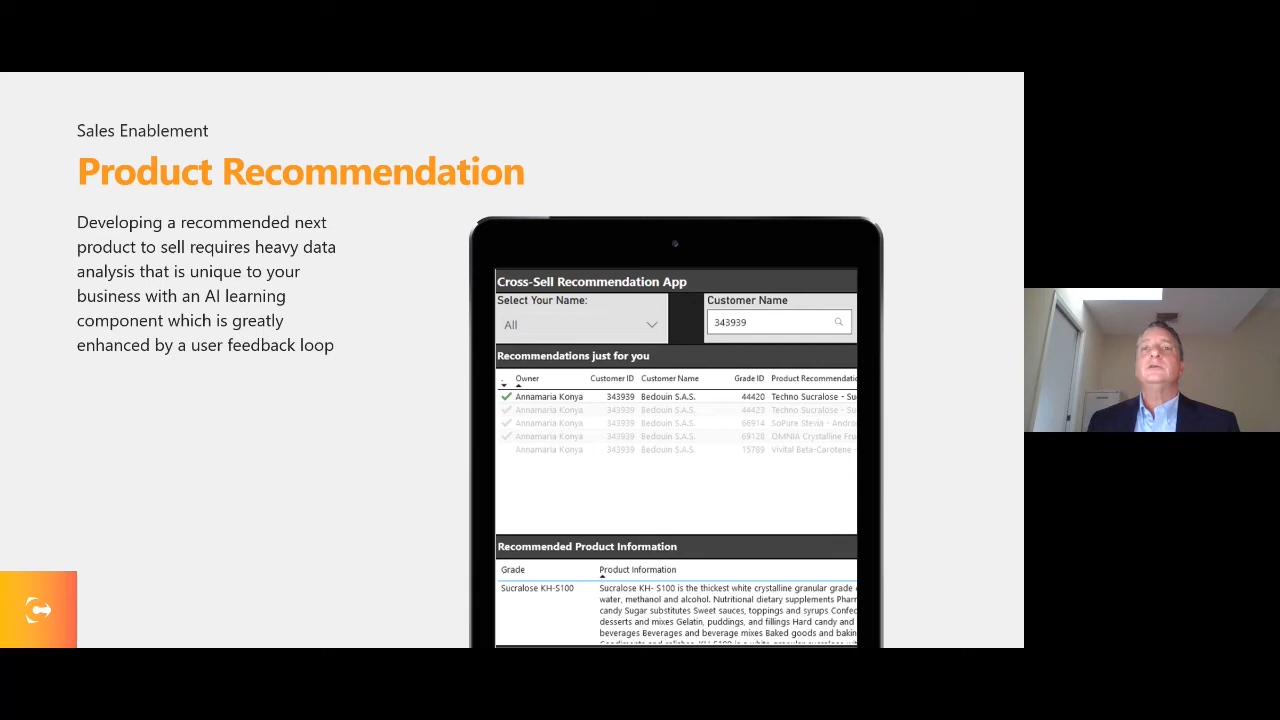 Sales Enablement
Product Recommendation
Developing a recommended next
product to sell requires heavy data
analysis that is unique to your
business with an AI learning
component which is greatly
enhanced by a user feedback loop
Cross-Sell Recommendation App
Select Your Name:
All
Customer Name
343939
Recommendations just for you
Owner Customer ID Customer Name Grade ID Product Recommendatio
Annamaria Konya 343939 Bedouin S.A.S. 44420 Techno Sucralose - Su
Annamaria Konya 343939 Bedouin S.A.S. 44423 Techno Sucralose - Su
Annamaria Konya 343939 Bedouin S.A.S. 66914 SoPure Stevia - Andro
Annamaria Konya 343939 Bedouin S.A.S. 69128 OMNIA Crystalline Fru
Annamaria Konya 343939 Bedouin S.A.S. 15789 Vivital Beta-Carotene -
Recommended Product Information
Grade Product Information
Sucralose KH-S100 Sucralose KH- S100 is the thickest white crystalline granular grade
water, methanol and alcohol. Nutritional dietary supplements Pharr
candy Sugar substitutes Sweet sauces, toppings and syrups Confec
desserts and mixes Gelatin, puddings, and fillings Hard candy and
beverages Beverages and beverage mixes Baked goods and bakin